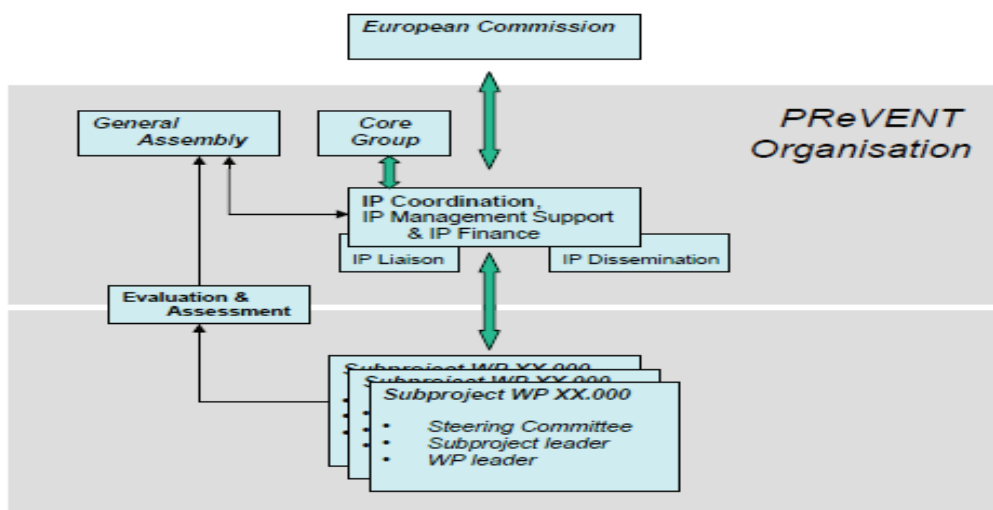 European Commission
PReVENT
Organisation
General
Assembly
Core
Group
IP Coordination,
IP Management Support
& IP Finance
IP Liaison
IP Dissemination
Evaluation &
Assessment
Subproject WP XX.000
Subproject WP XX.000
Subproject WP XX.000
• Steering Committee
• Subproject leader
• WP leader